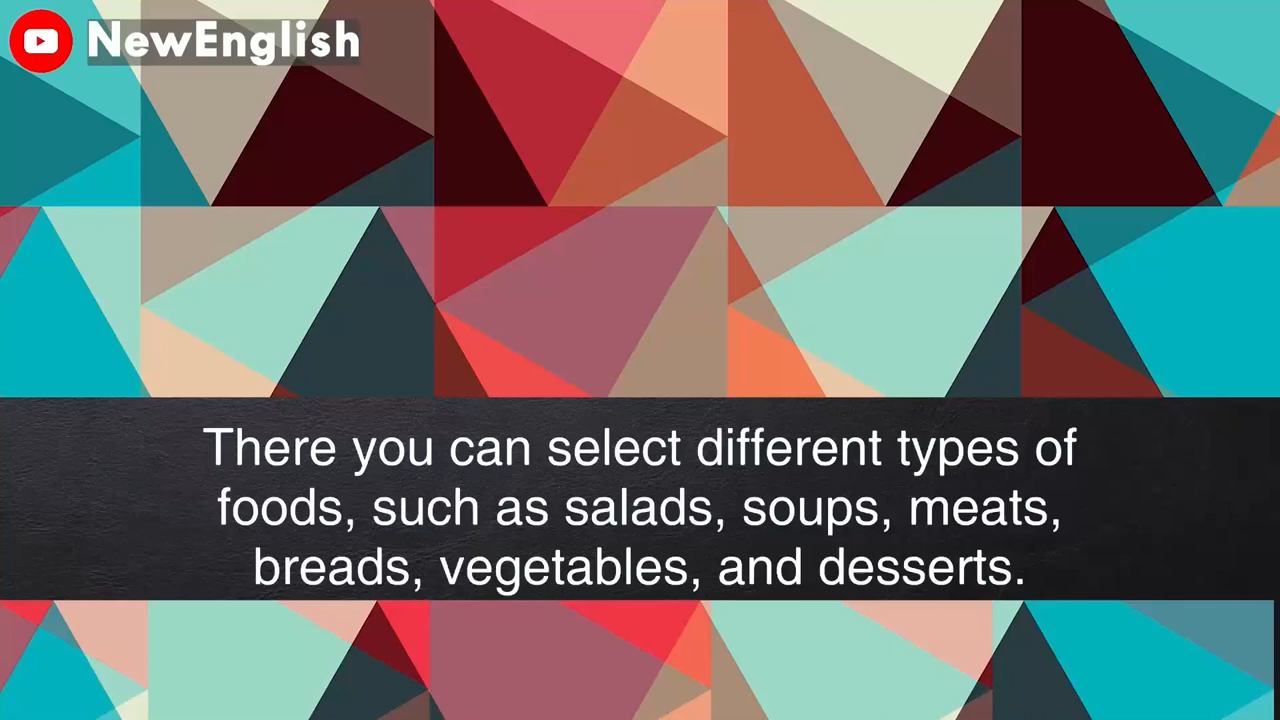 NewEnglish
There you can select different types of
foods, such as salads, soups, meats,
breads, vegetables, and desserts.